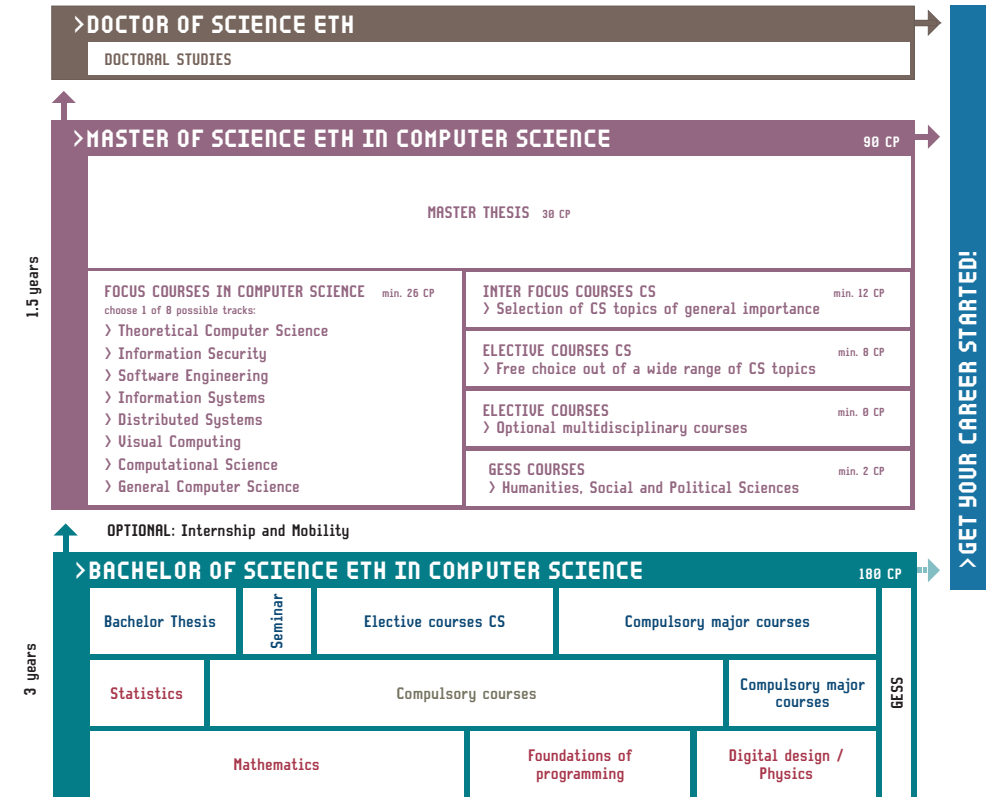 >DOCTOR OF SCIENCE ETH
DOCTORAL STUDIES
>MASTER OF SCIENCE ETH IN COMPUTER SCIENCE 90 CP
MASTER THESIS 30 CP
1.5 years
FOCUS COURSES IN COMPUTER SCIENCE min. 26 CP
choose 1 of 8 possible tracks:
> Theoretical Computer Science
> Information Security
> Software Engineering
> Information Systems
> Distributed Systems
> Visual Computing
> Computational Science
> General Computer Science
INTER FOCUS COURSES CS min. 12 CP
> Selection of CS topics of general importance
ELECTIVE COURSES CS min. 8 CP
> Free choice out of a wide range of CS topics
ELECTIVE COURSES min. 0 CP
> Optional multidisciplinary courses
GESS COURSES min. 2 CP
> Humanities, Social and Political Sciences
OPTIONAL: Internship and Mobility
>BACHELOR OF SCIENCE ETH IN COMPUTER SCIENCE 180 CP
3 years
Bachelor Thesis
Seminar
Elective courses CS
Compulsory major courses
Statistics
Compulsory courses
Compulsory major
courses
GESS
Mathematics
Foundations of
programming
Digital design /
Physics
>GET YOUR CAREER STARTED!